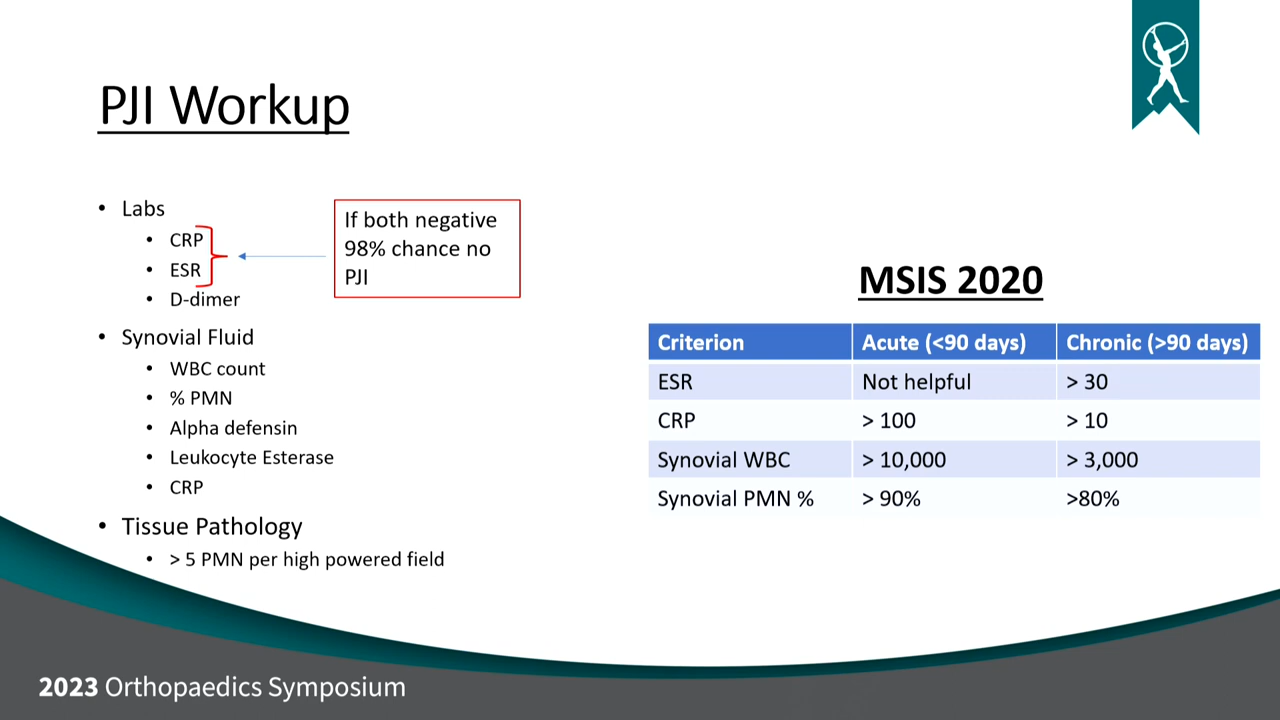 PJI Workup
• Labs
• CRP
• ESR
• D-dimer
If both negative
98% chance no
PJI
• Synovial Fluid
• WBC count
• % PMN
• Alpha defensin
• Leukocyte Esterase
• CRP
• Tissue Pathology
• > 5 PMN per high powered field
MSIS 2020
Criterion Acute (<90 days) Chronic (>90 days)
ESR Not helpful > 30
CRP > 100 > 10
Synovial WBC > 10,000 > 3,000
Synovial PMN % > 90% >80%
2023 Orthopaedics Symposium